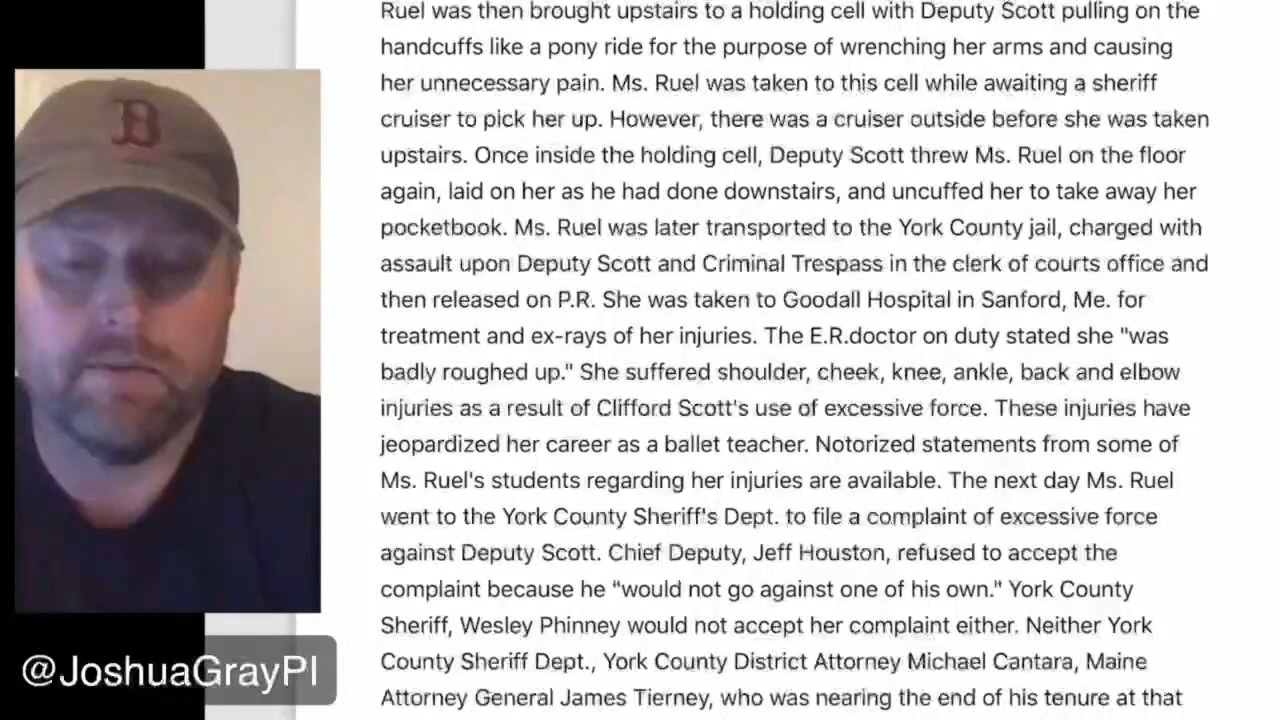 Ruel was then brought upstairs to a holding cell with Deputy Scott pulling on the
handcuffs like a pony ride for the purpose of wrenching her arms and causing
her unnecessary pain. Ms. Ruel was taken to this cell while awaiting a sheriff
cruiser to pick her up. However, there was a cruiser outside before she was taken
upstairs. Once inside the holding cell, Deputy Scott threw Ms. Ruel on the floor
again, laid on her as he had done downstairs, and uncuffed her to take away her
pocketbook. Ms. Ruel was later transported to the York County jail, charged with
assault upon Deputy Scott and Criminal Trespass in the clerk of courts office and
then released on P.R. She was taken to Goodall Hospital in Sanford, Me. for
treatment and ex-rays of her injuries. The E.R.doctor on duty stated she "was
badly roughed up." She suffered shoulder, cheek, knee, ankle, back and elbow
injuries as a result of Clifford Scott's use of excessive force. These injuries have
jeopardized her career as a ballet teacher. Notorized statements from some of
Ms. Ruel's students regarding her injuries are available. The next day Ms. Ruel
went to the York County Sheriff's Dept. to file a complaint of excessive force
against Deputy Scott. Chief Deputy, Jeff Houston, refused to accept the
complaint because he "would not go against one of his own." York County
Sheriff, Wesley Phinney would not accept her complaint either. Neither York
County Sheriff Dept., York County District Attorney Michael Cantara, Maine
Attorney General James Tierney, who was nearing the end of his tenure at that
B
@JoshuaGrayPI